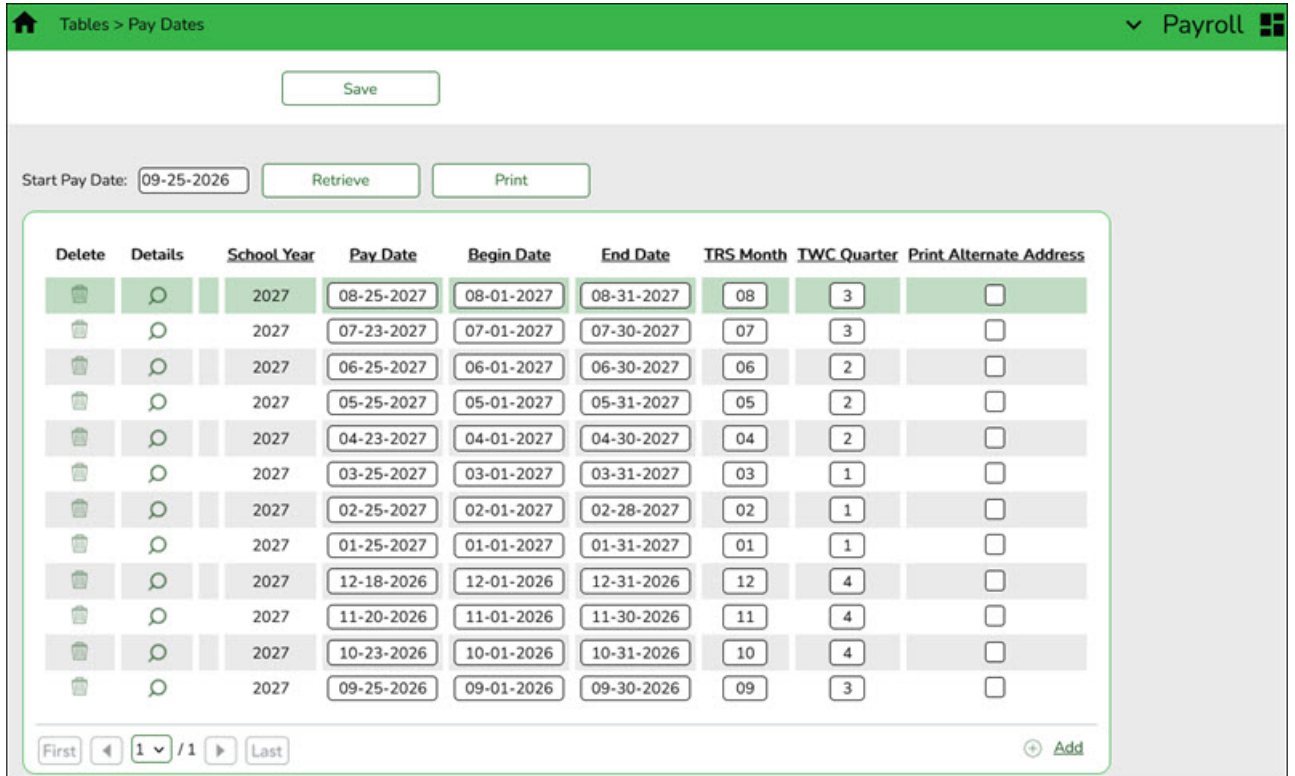 Tables > Pay Dates Payroll
Save
Start Pay Date: 09-25-2026 Retrieve Print
Delete Details School Year Pay Date Begin Date End Date TRS Month TWC Quarter Print Alternate Address
2027 08-25-2027 08-01-2027 08-31-2027 08 3
2027 07-23-2027 07-01-2027 07-30-2027 07 3
2027 06-25-2027 06-01-2027 06-30-2027 06 2
2027 05-25-2027 05-01-2027 05-31-2027 05 2
2027 04-23-2027 04-01-2027 04-30-2027 04 2
2027 03-25-2027 03-01-2027 03-31-2027 03 1
2027 02-25-2027 02-01-2027 02-28-2027 02 1
2027 01-25-2027 01-01-2027 01-31-2027 01 1
2027 12-18-2026 12-01-2026 12-31-2026 12 4
2027 11-20-2026 11-01-2026 11-30-2026 11 4
2027 10-23-2026 10-01-2026 10-31-2026 10 4
2027 09-25-2026 09-01-2026 09-30-2026 09 3
First 1 / 1 Last Add